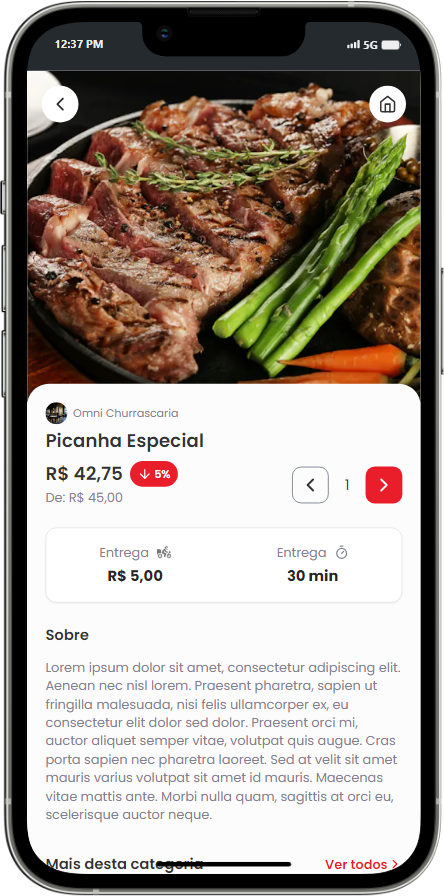 12:37 PM 5G
Omni Churrascaria
Picanha Especial
R$ 42,75 5%
De: R$ 45,00
1
Entrega Entrega
R$ 5,00 30 min
Sobre
Lorem ipsum dolor sit amet, consectetur adipiscing elit.
Aenean nec nisl lorem. Praesent pharetra, sapien ut
fringilla malesuada, nisi felis ullamcorper ex, eu
consectetur elit dolor sed dolor. Praesent orci mi,
auctor aliquet semper vitae, volutpat quis augue. Cras
porta sapien nec pharetra laoreet. Sed at velit sit amet
mauris varius volutpat sit amet id mauris. Maecenas
vitae mattis ante. Morbi nulla quam, sagittis at orci eu,
scelerisque auctor neque.
Mais desta categoria Ver todos